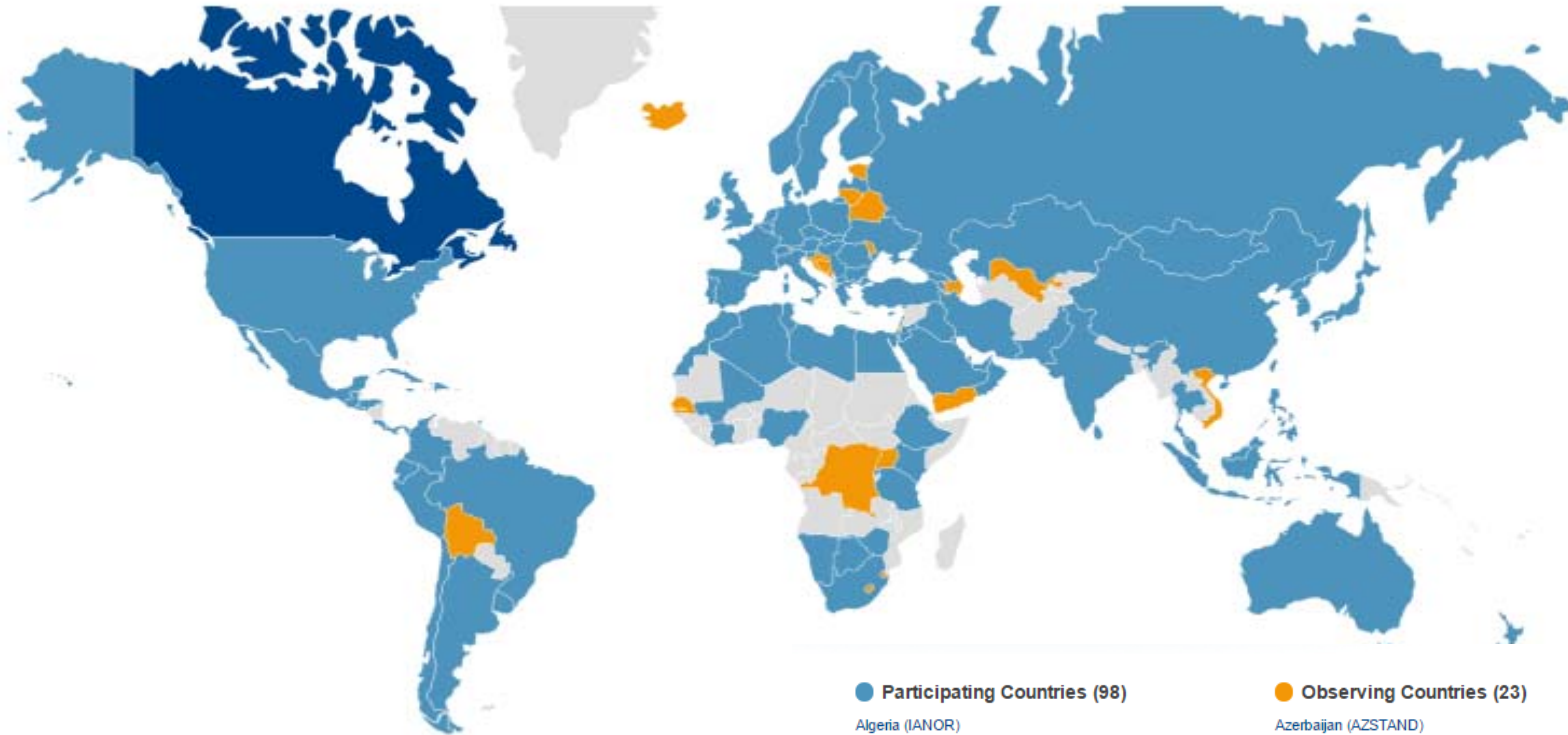 Participating Countries (98)
Observing Countries (23)
Algeria (IANOR)
Azerbaijan (AZSTAND)